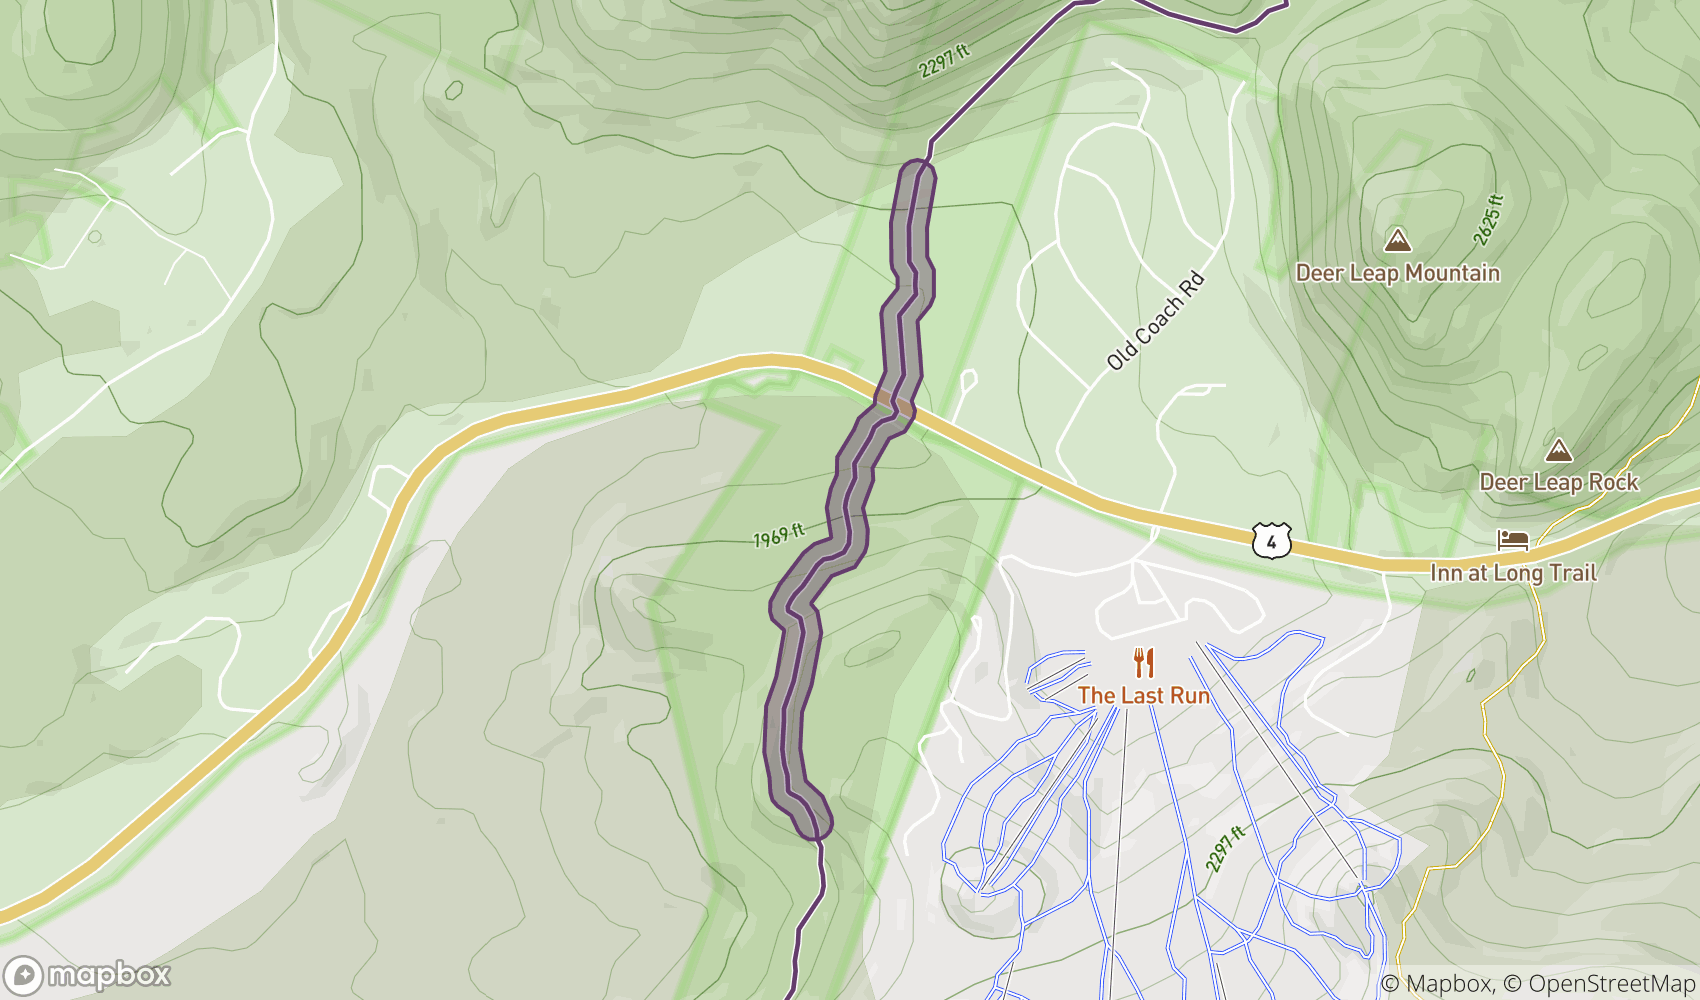 2297 ft
2625 ft
Deer Leap Mountain
Old Coach Rd
Deer Leap Rock
1969 ft
4
Inn at Long Trail
The Last Run
2297 ft
mapbox
© Mapbox, © OpenStreetMap